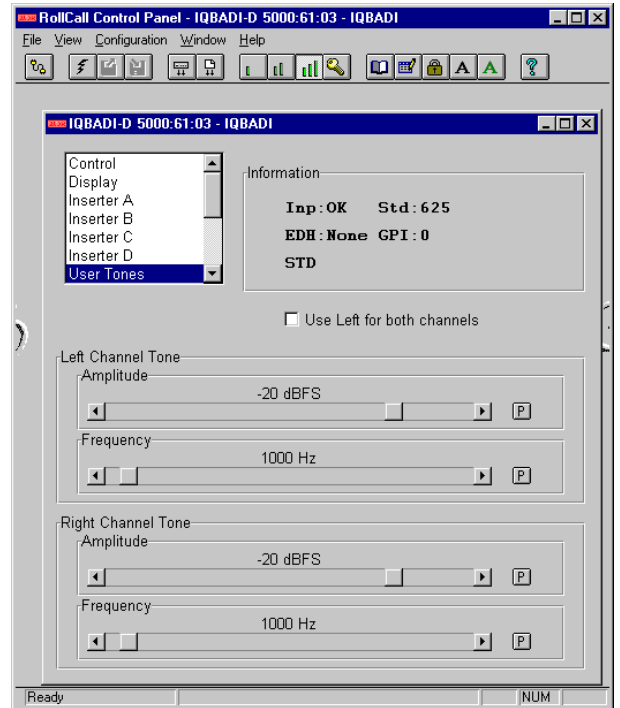 RollCall Control Panel - IQBADI-D 5000:61:03 - IQBADI
File View Configuration Window Help
A A ?
IQBADI-D 5000:61:03 - IQBADI
Control
Display
Inserter A
Inserter B
Inserter C
Inserter D
User Tones
Information
Inp:OK Std:625
EDH:None GPI:0
STD
Use Left for both channels
Left Channel Tone
Amplitude
-20 dBFS
P
Frequency
1000 Hz
P
Right Channel Tone
Amplitude
-20 dBFS
P
Frequency
1000 Hz
P
Ready NUM